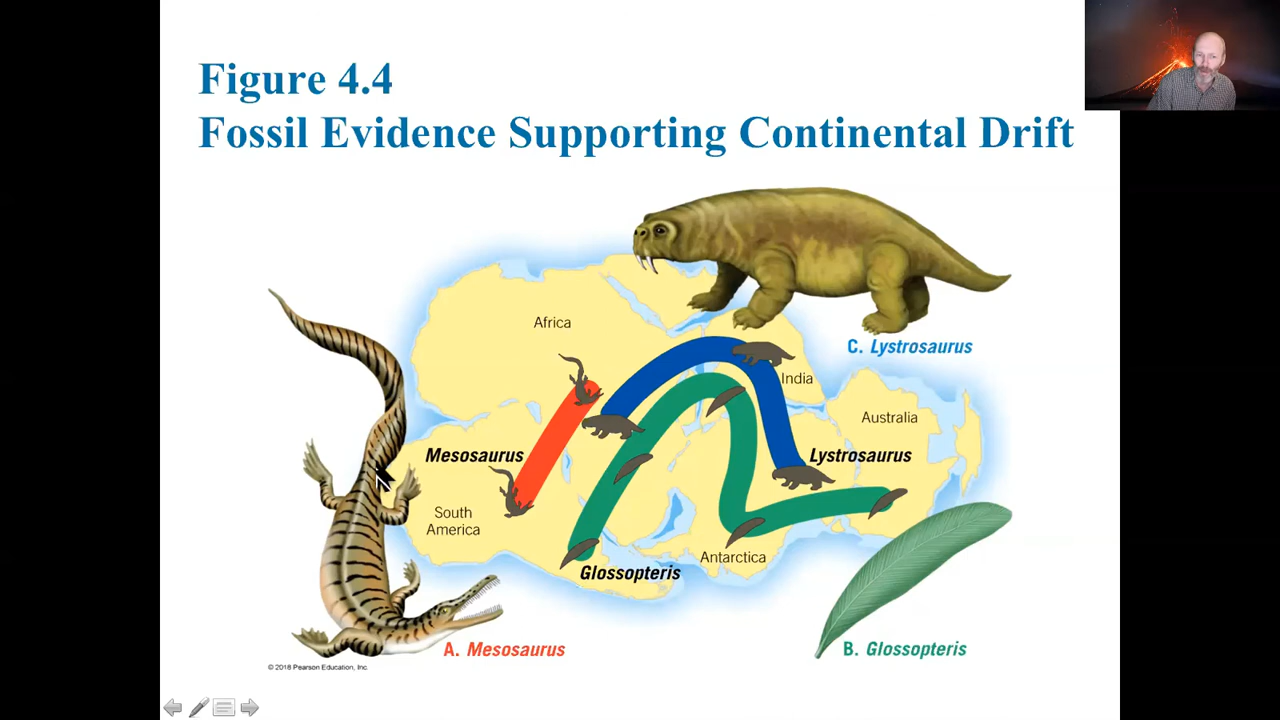 Figure 4.4
Fossil Evidence Supporting Continental Drift
Africa
C. Lystrosaurus
India
Australia
Mesosaurus
Lystrosaurus
South
America
Antarctica
Glossopteris
A. Mesosaurus
B. Glossopteris
© 2018 Pearson Education, Inc.